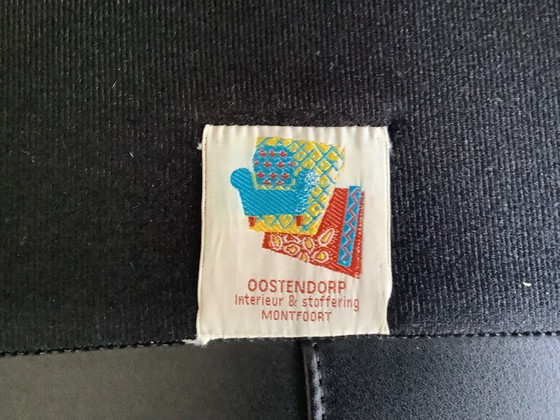 OOSTENDORP
Interieur & stoffering
MONTFOORT